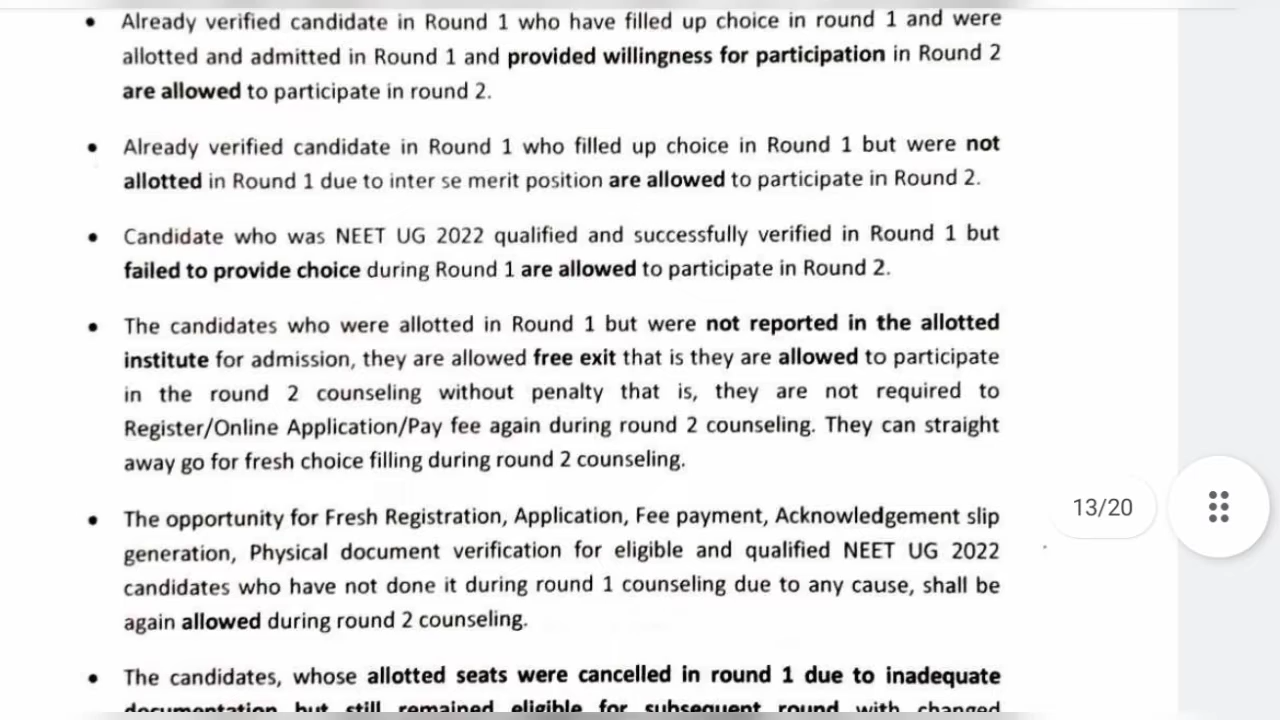 • Already verified candidate in Round 1 who have filled up choice in round 1 and were
allotted and admitted in Round 1 and provided willingness for participation in Round 2
are allowed to participate in round 2.
• Already verified candidate in Round 1 who filled up choice in Round 1 but were not
allotted in Round 1 due to inter se merit position are allowed to participate in Round 2.
• Candidate who was NEET UG 2022 qualified and successfully verified in Round 1 but
failed to provide choice during Round 1 are allowed to participate in Round 2.
• The candidates who were allotted in Round 1 but were not reported in the allotted
institute for admission, they are allowed free exit that is they are allowed to participate
in the round 2 counseling without penalty that is, they are not required to
Register/Online Application/Pay fee again during round 2 counseling. They can straight
away go for fresh choice filling during round 2 counseling.
• The opportunity for Fresh Registration, Application, Fee payment, Acknowledgement slip
generation, Physical document verification for eligible and qualified NEET UG 2022
candidates who have not done it during round 1 counseling due to any cause, shall be
again allowed during round 2 counseling.
• The candidates, whose allotted seats were cancelled in round 1 due to inadequate
documentation but still remained eligible for subsequent round with changed
13/20